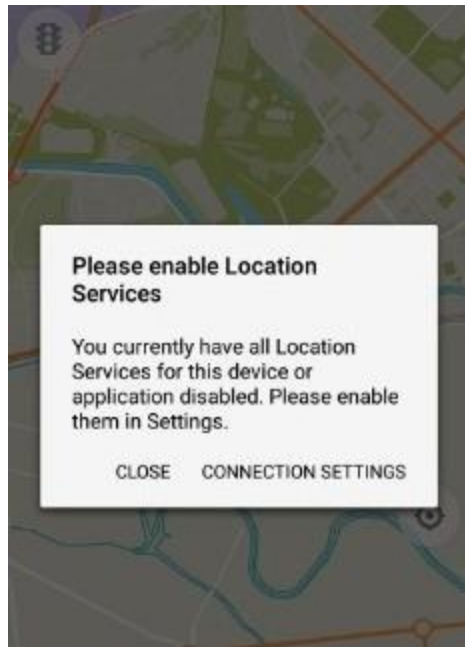 Please enable Location
Services
You currently have all Location
Services for this device or
application disabled. Please enable
them in Settings.
CLOSE CONNECTION SETTINGS